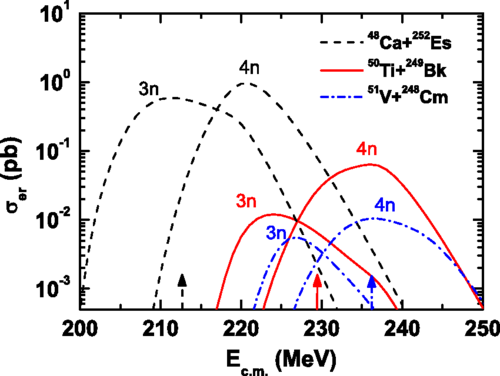 ⁴⁸Ca+²⁵²Es
⁵⁰Ti+²⁴⁹Bk
⁵¹V+²⁴⁸Cm
3n
4n
4n
3n
3n
4n
σer (pb)
10¹
10⁰
10⁻¹
10⁻²
10⁻³
200 210 220 230 240 250
Ec.m. (MeV)